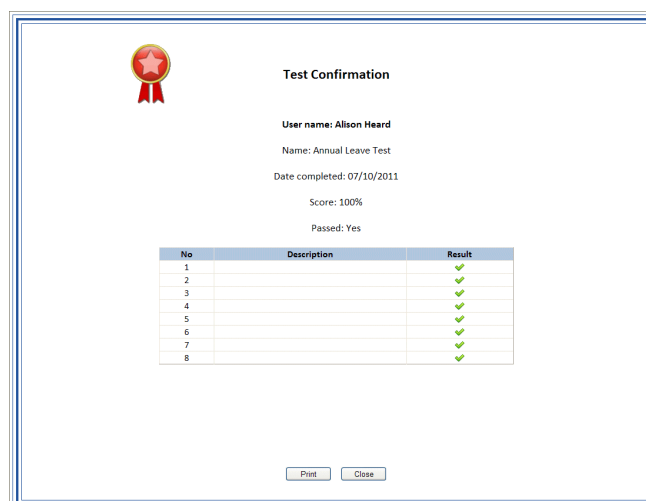 Test Confirmation
User name: Alison Heard
Name: Annual Leave Test
Date completed: 07/10/2011
Score: 100%
Passed: Yes
No Description Result
1
2
3
4
5
6
7
8
Print Close